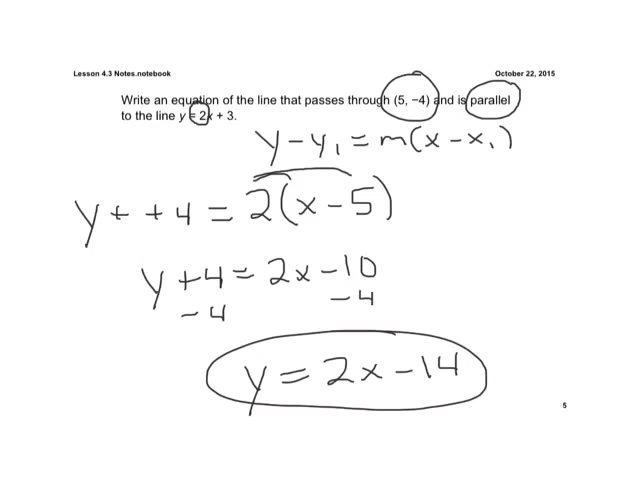 Lesson 4.3 Notes.notebook October 22, 2015
Write an equation of the line that passes through (5, −4) and is parallel
to the line y = 2x + 3.
y − y₁ = m(x − x₁)
y + + 4 = 2(x − 5)
y + 4 = 2x − 10
− 4 − 4
y = 2x − 14
5